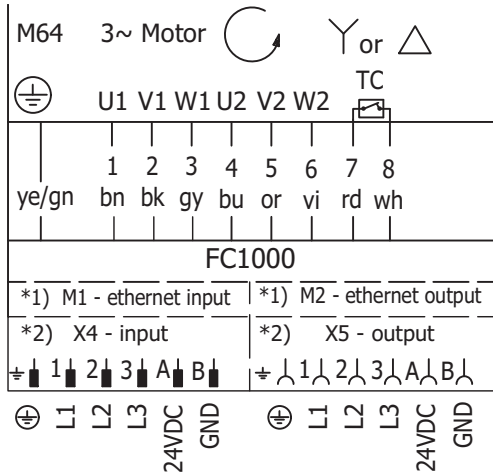 M64 3~ Motor Y or △
TC
U1 V1 W1 U2 V2 W2
1 2 3 4 5 6 7 8
ye/gn bn bk gy bu or vi rd wh
FC1000
*1) M1 - ethernet input *1) M2 - ethernet output
*2) X4 - input *2) X5 - output
1 2 3 A B 1 2 3 A B
L1 L2 L3 24VDC GND L1 L2 L3 24VDC GND